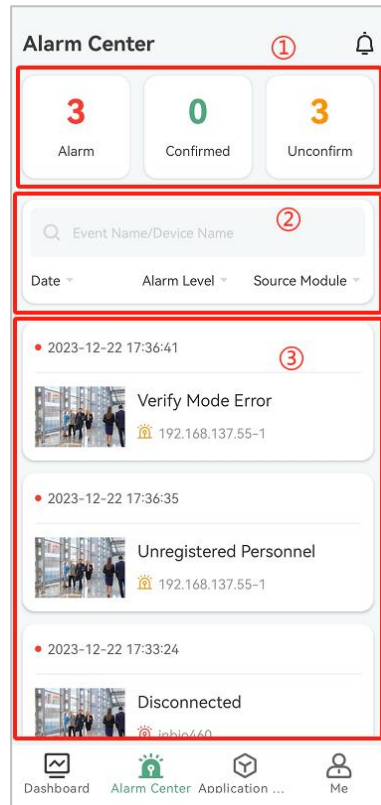 Alarm Center
①
3
0
3
Alarm
Confirmed
Unconfirm
②
Event Name/Device Name
Date
Alarm Level
Source Module
2023-12-22 17:36:41
③
Verify Mode Error
192.168.137.55-1
2023-12-22 17:36:35
Unregistered Personnel
192.168.137.55-1
2023-12-22 17:33:24
Disconnected
inbio460
Dashboard
Alarm Center
Application ...
Me